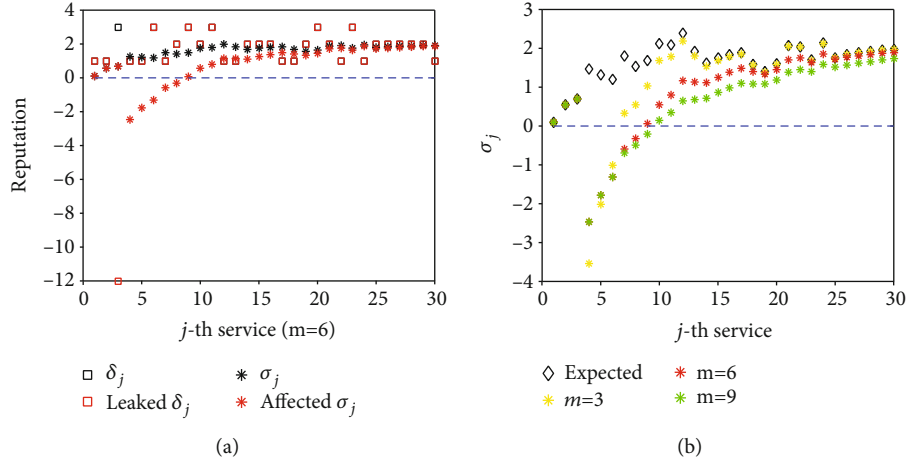 4
2
0
−2
−4
−6
−8
−10
−12
Reputation
0
5
10
15
20
25
30
j-th service (m=6)
δj
σj
Leaked δj
Affected σj
(a)
3
2
1
0
−1
−2
−3
−4
σj
0
5
10
15
20
25
30
j-th service
Expected
m=6
m=3
m=9
(b)